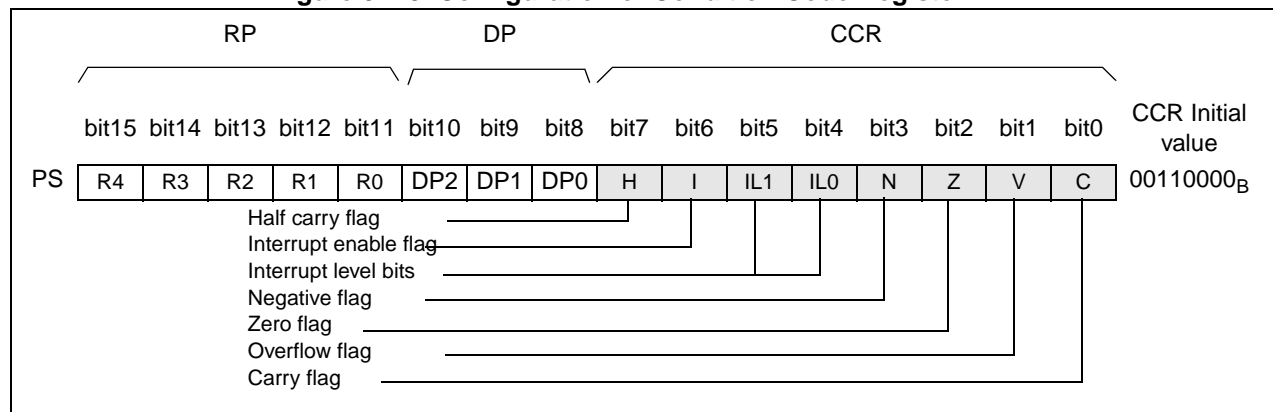 RP DP CCR
bit15 bit14 bit13 bit12 bit11 bit10 bit9 bit8 bit7 bit6 bit5 bit4 bit3 bit2 bit1 bit0 CCR Initial
value
PS R4 R3 R2 R1 R0 DP2 DP1 DP0 H I IL1 IL0 N Z V C 00110000B
Half carry flag
Interrupt enable flag
Interrupt level bits
Negative flag
Zero flag
Overflow flag
Carry flag